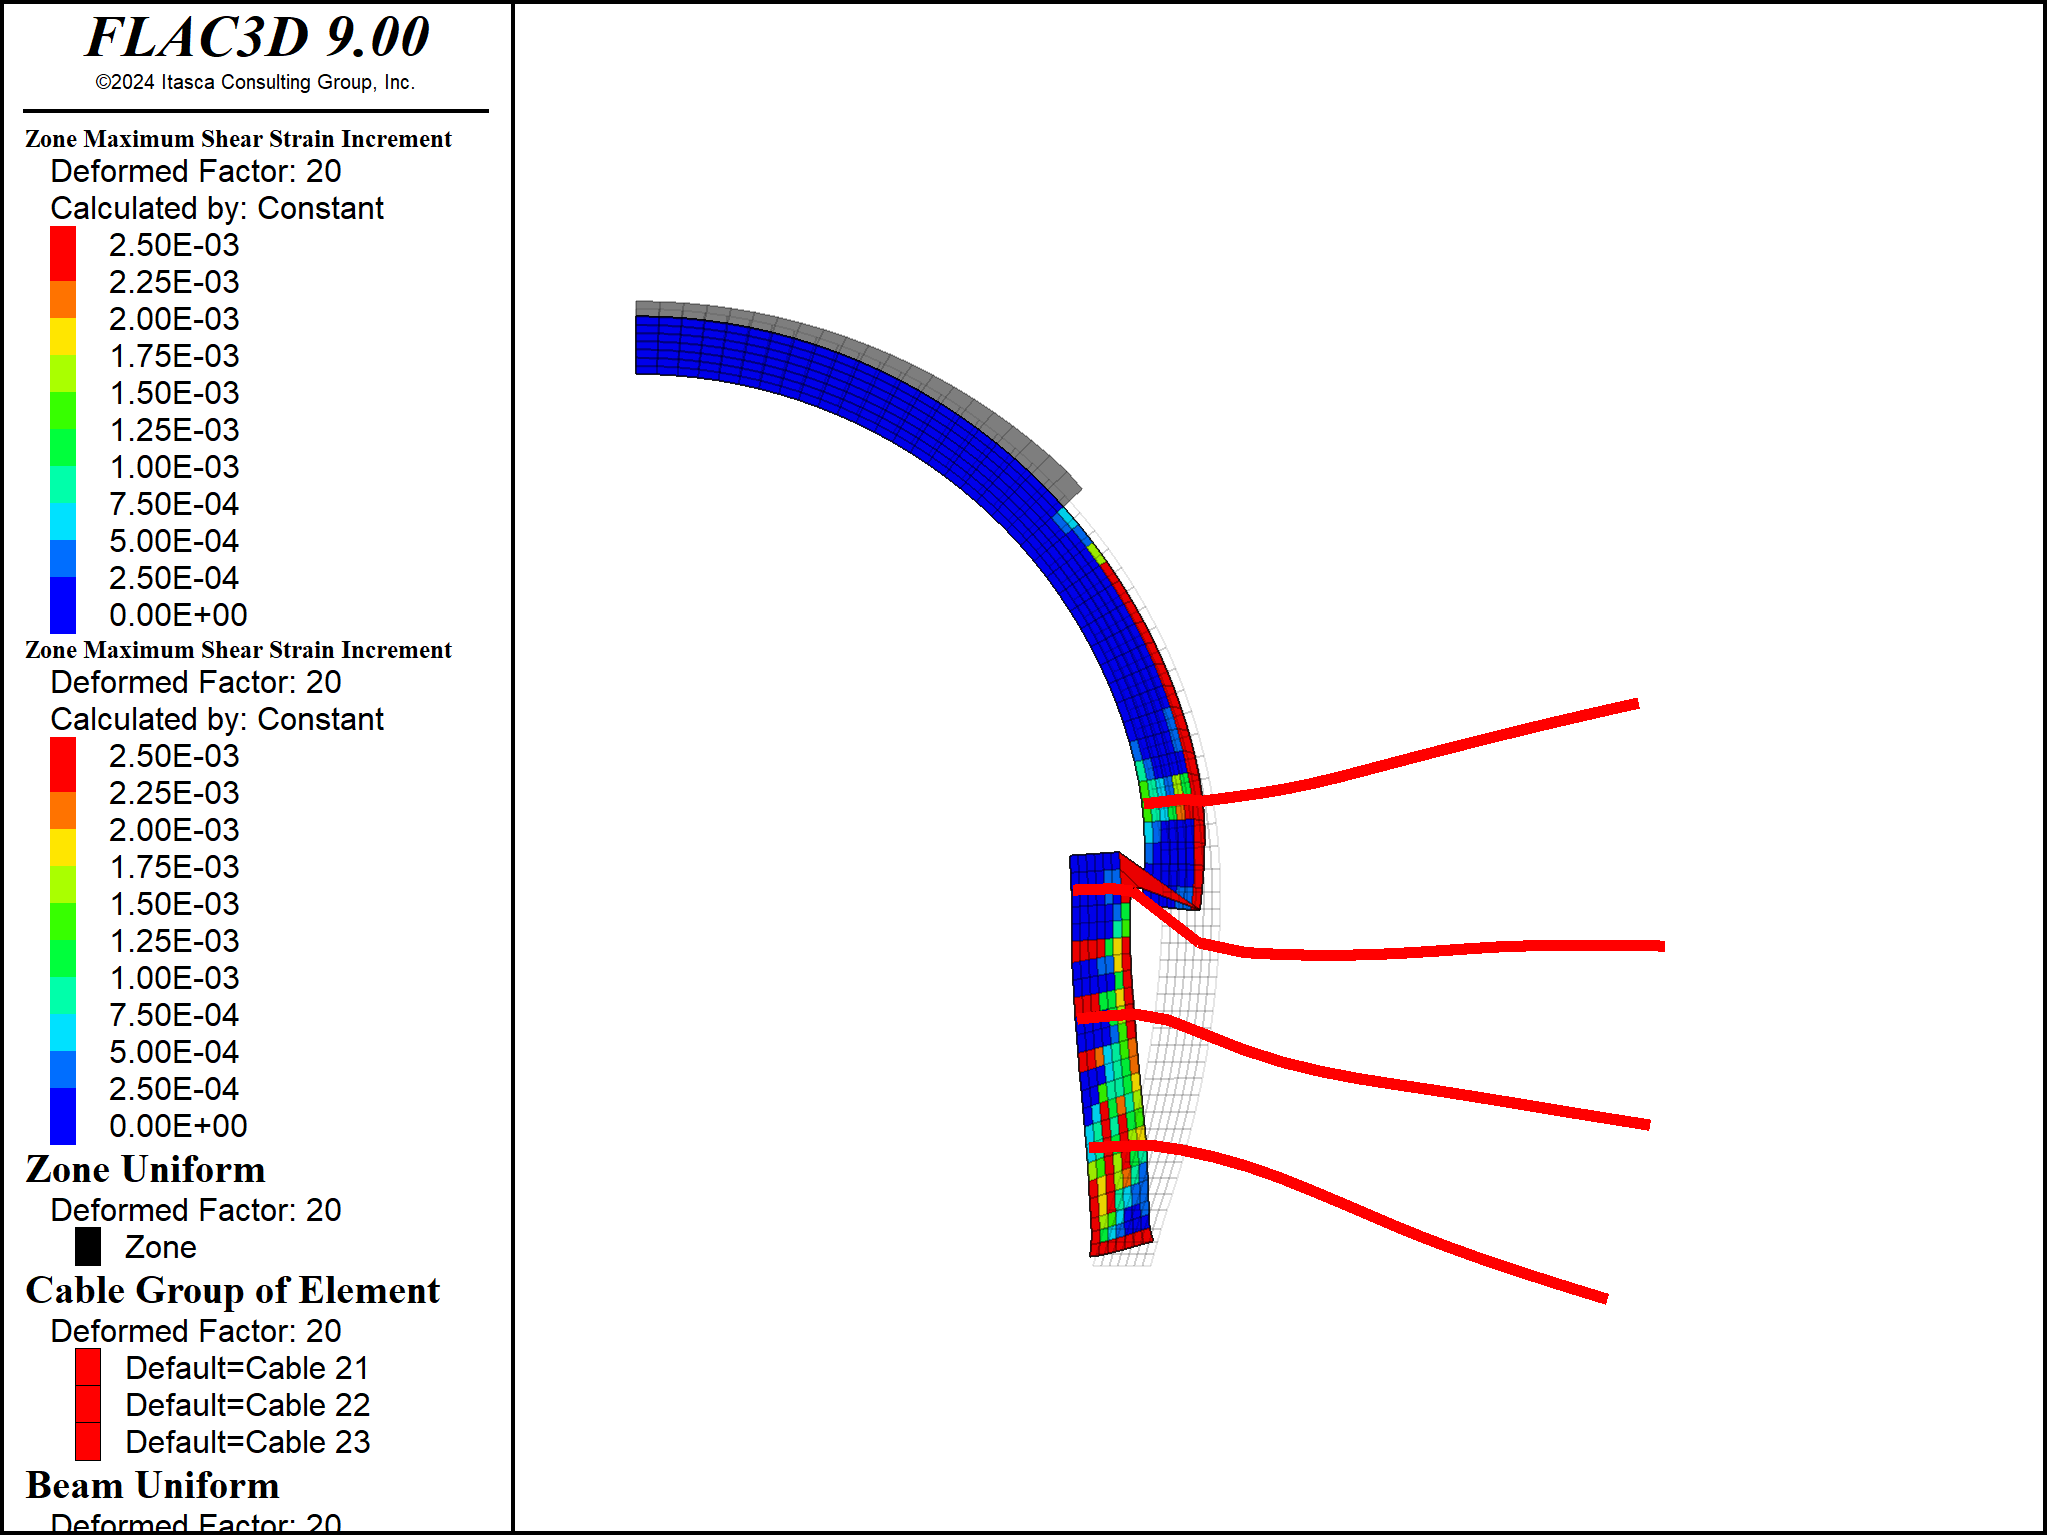 FLAC3D 9.00
©2024 Itasca Consulting Group, Inc.
Zone Maximum Shear Strain Increment
Deformed Factor: 20
Calculated by: Constant
2.50E-03
2.25E-03
2.00E-03
1.75E-03
1.50E-03
1.25E-03
1.00E-03
7.50E-04
5.00E-04
2.50E-04
0.00E+00
Zone Maximum Shear Strain Increment
Deformed Factor: 20
Calculated by: Constant
2.50E-03
2.25E-03
2.00E-03
1.75E-03
1.50E-03
1.25E-03
1.00E-03
7.50E-04
5.00E-04
2.50E-04
0.00E+00
Zone Uniform
Deformed Factor: 20
Zone
Cable Group of Element
Deformed Factor: 20
Default=Cable 21
Default=Cable 22
Default=Cable 23
Beam Uniform
Deformed Factor: 20